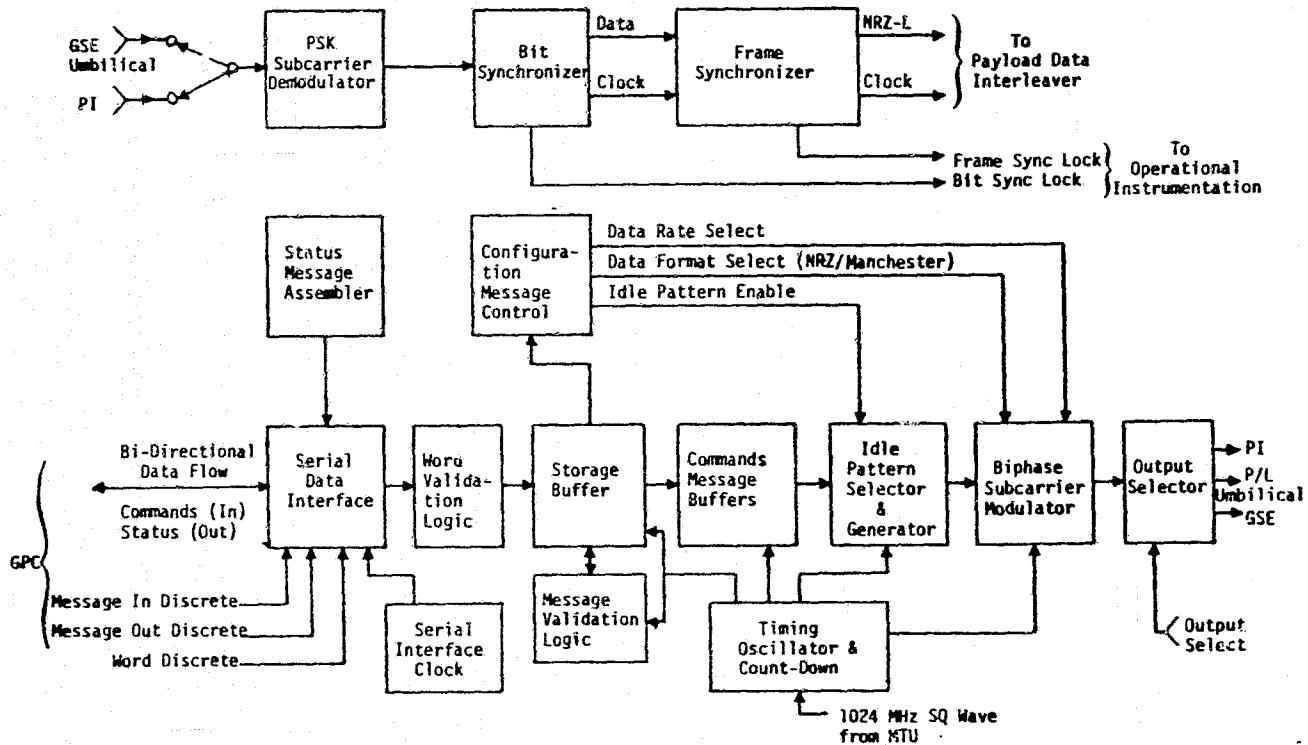 GSE
Umbilical
PI
PSK
Subcarrier
Demodulator
Bit
Synchronizer
Data
Clock
Frame
Synchronizer
NRZ-L
Clock
To
Payload Data
Interleaver
Frame Sync Lock
Bit Sync Lock
To
Operational
Instrumentation
Status
Message
Assembler
Configura-
tion
Message
Control
Data Rate Select
Data Format Select (NRZ/Manchester)
Idle Pattern Enable
GPC
Bi-Directional
Data Flow
Commands (In)
Status (Out)
Message In Discrete
Message Out Discrete
Word Discrete
Serial
Data
Interface
Word
Valida-
tion
Logic
Storage
Buffer
Commands
Message
Buffers
Idle
Pattern
Selector
&
Generator
Biphase
Subcarrier
Modulator
Output
Selector
PI
P/L
Umbilical
GSE
Serial
Interface
Clock
Message
Validation
Logic
Timing
Oscillator &
Count-Down
Output
Select
1024 MHz SQ Wave
from MTU